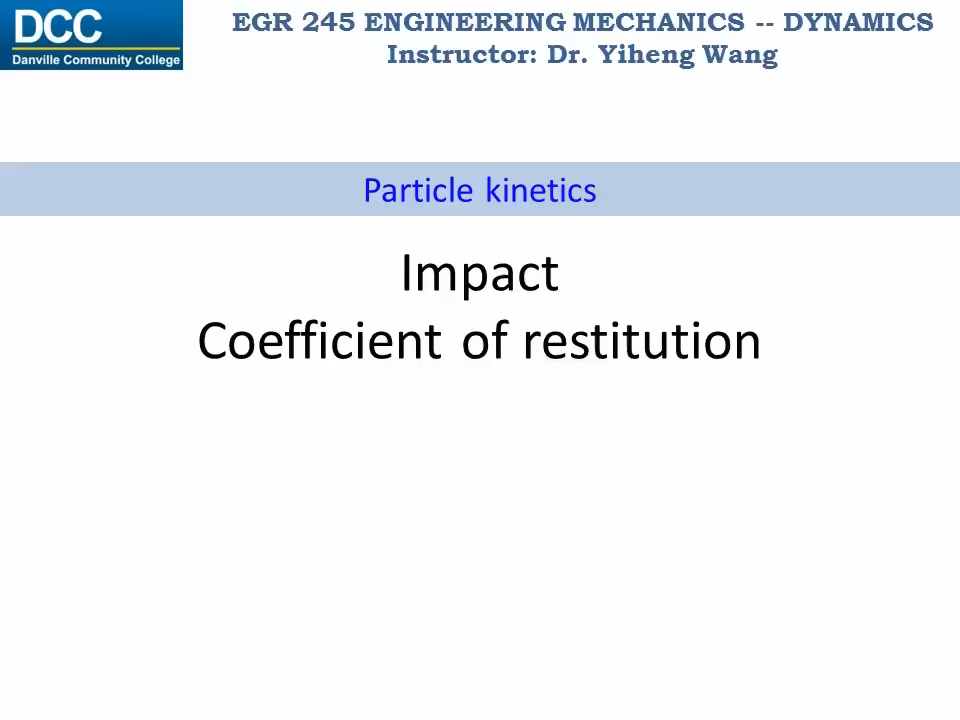 DCC
Danville Community College
EGR 245 ENGINEERING MECHANICS -- DYNAMICS
Instructor: Dr. Yiheng Wang
Particle kinetics
Impact
Coefficient of restitution